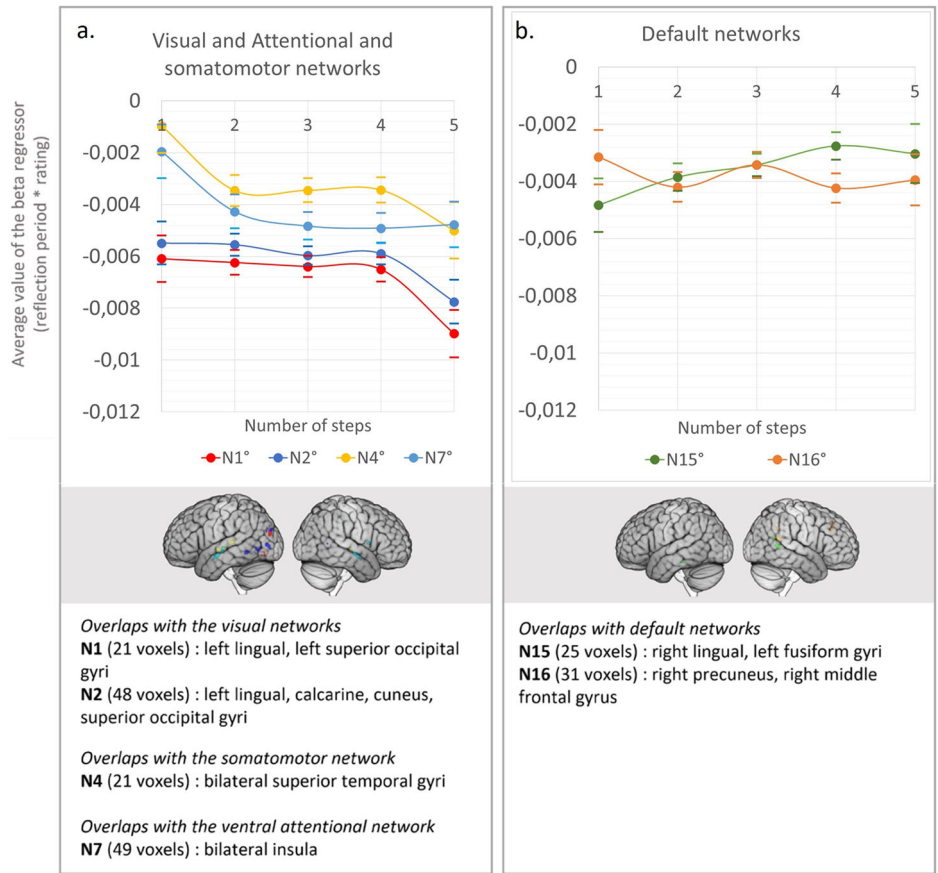 a.
Visual and Attentional and
somatomotor networks
Average value of the beta regressor
(reflection period * rating)
0
-0,002
-0,004
-0,006
-0,008
-0,01
-0,012
1 2 3 4 5
Number of steps
N1° N2° N4° N7°
Overlaps with the visual networks
N1 (21 voxels) : left lingual, left superior occipital
gyri
N2 (48 voxels) : left lingual, calcarine, cuneus,
superior occipital gyri
Overlaps with the somatomotor network
N4 (21 voxels) : bilateral superior temporal gyri
Overlaps with the ventral attentional network
N7 (49 voxels) : bilateral insula
b.
Default networks
0
-0,002
-0,004
-0,006
-0,008
-0,01
-0,012
1 2 3 4 5
Number of steps
N15° N16°
Overlaps with default networks
N15 (25 voxels) : right lingual, left fusiform gyri
N16 (31 voxels) : right precuneus, right middle
frontal gyrus